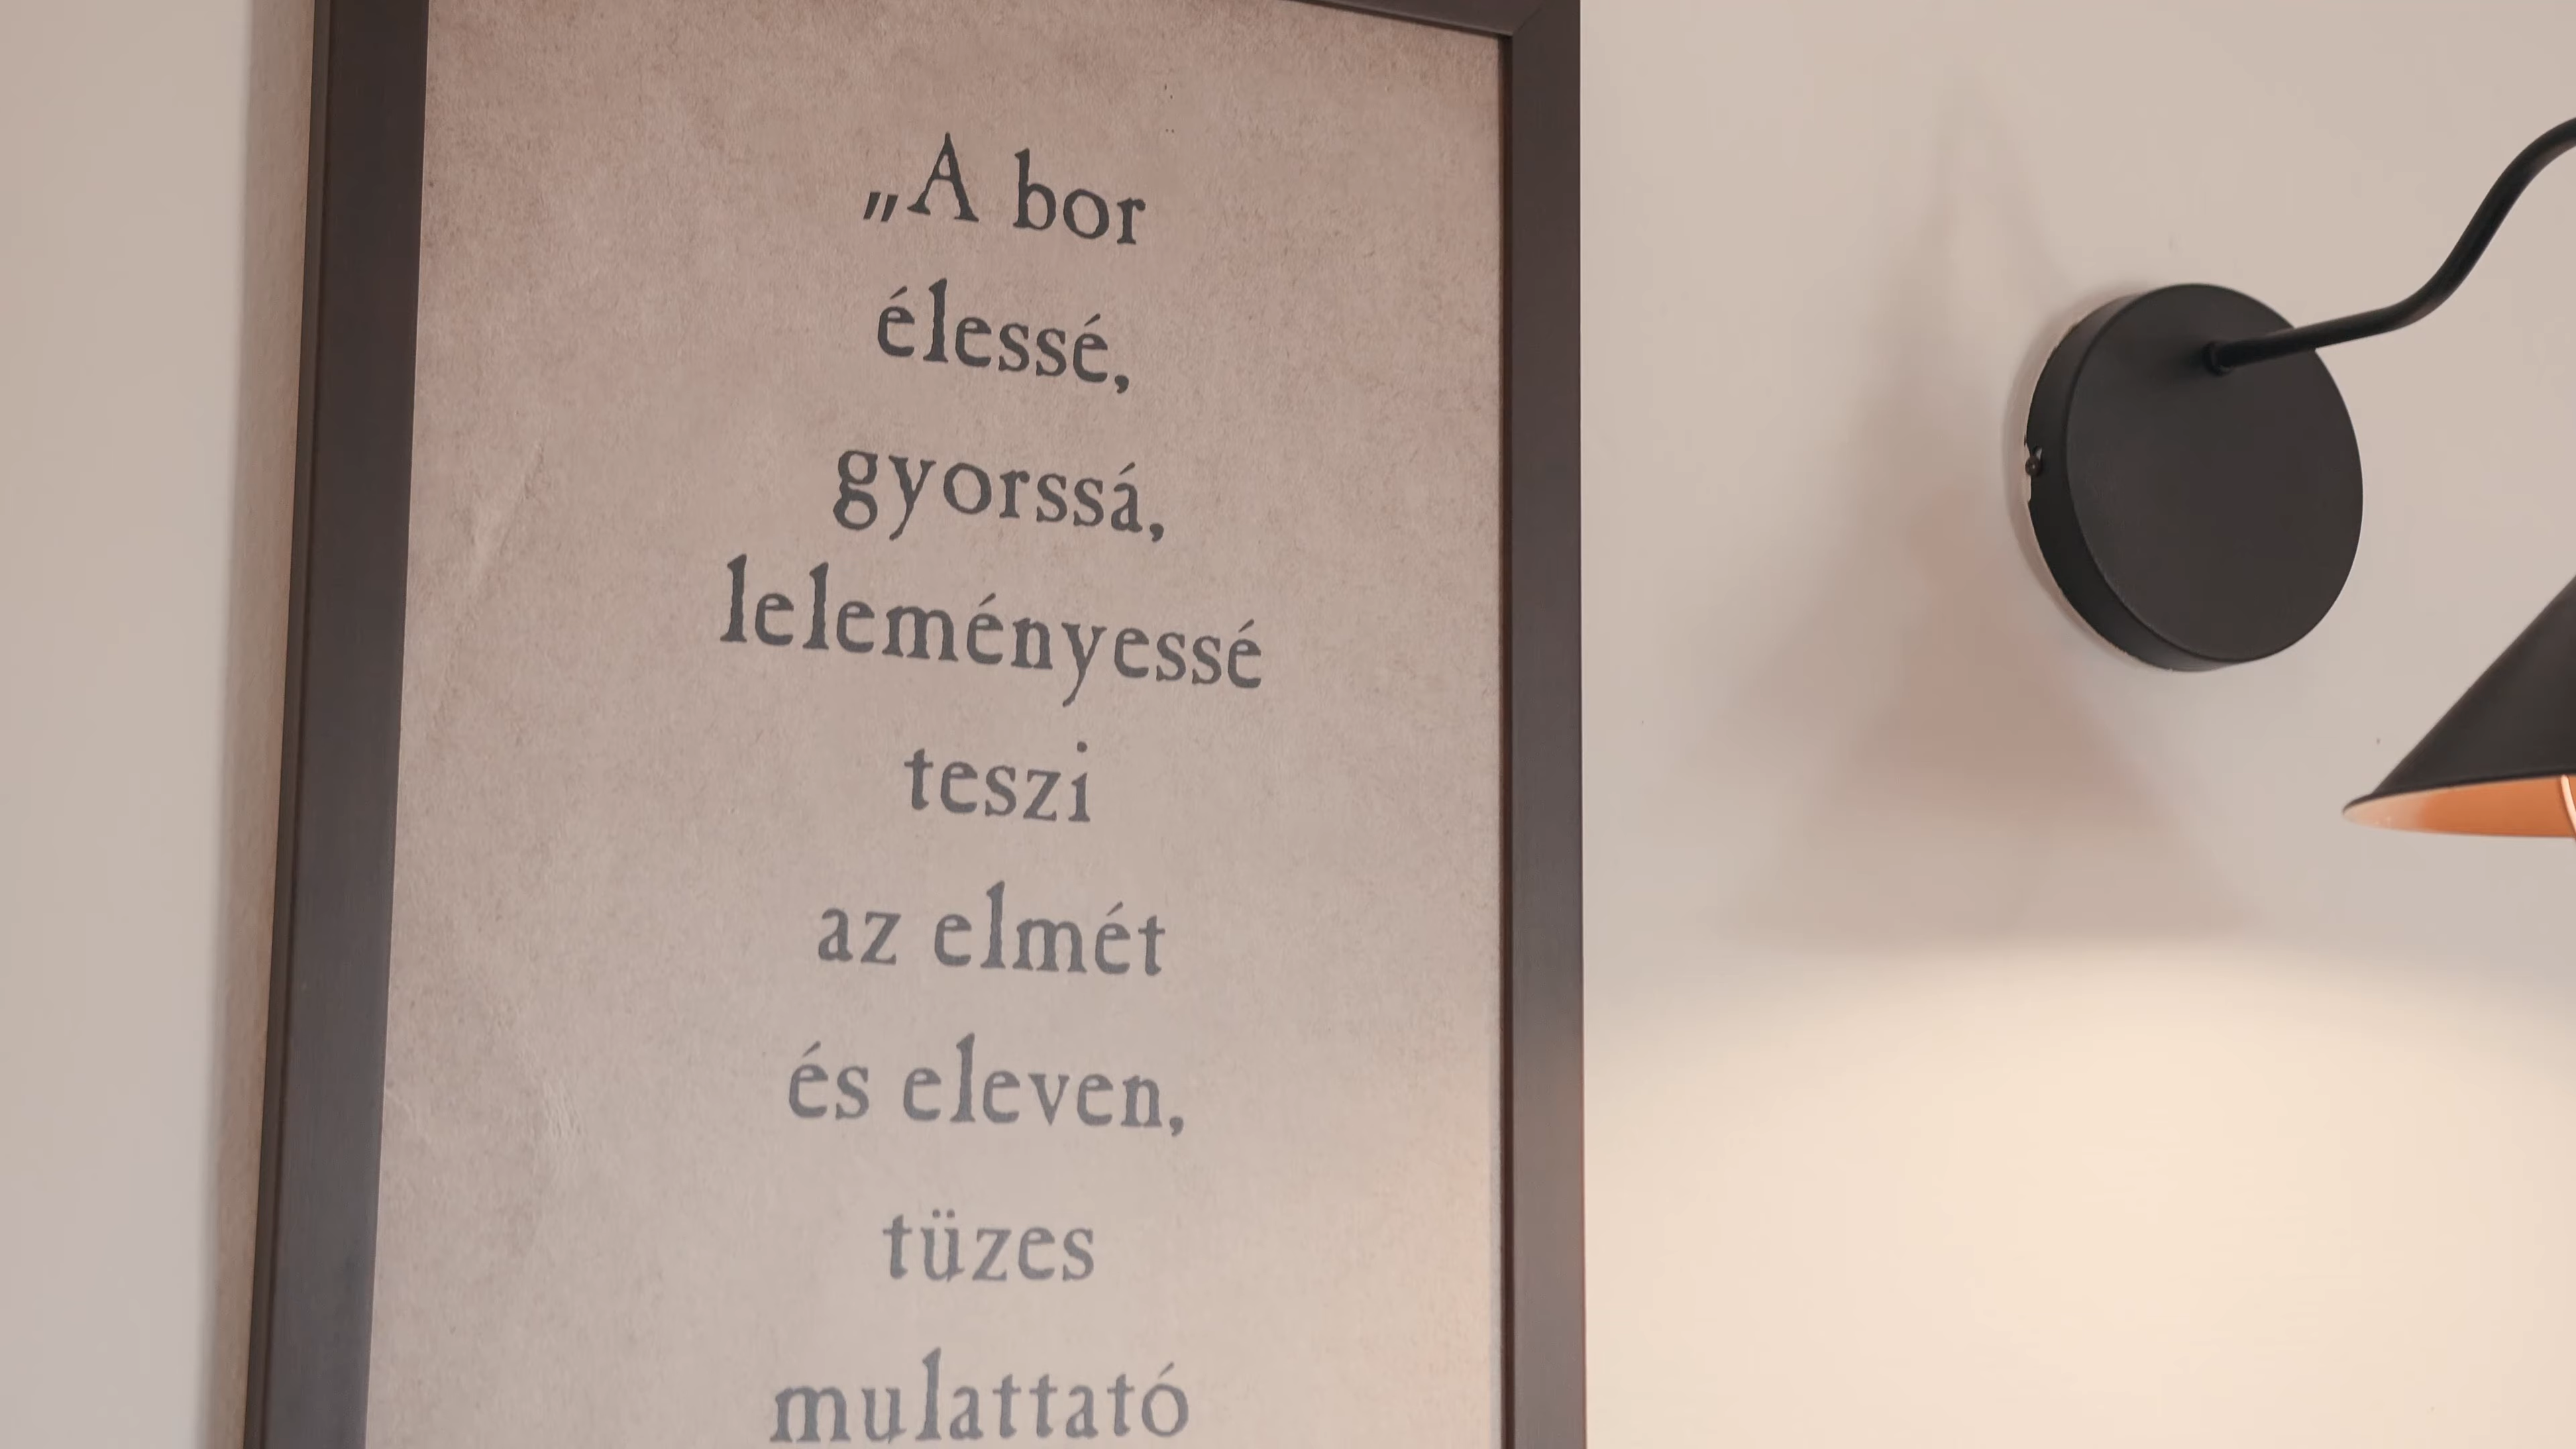 „A bor
élessé,
gyorssá,
leleményessé
teszi
az elmét
és eleven,
tüzes
mulattató